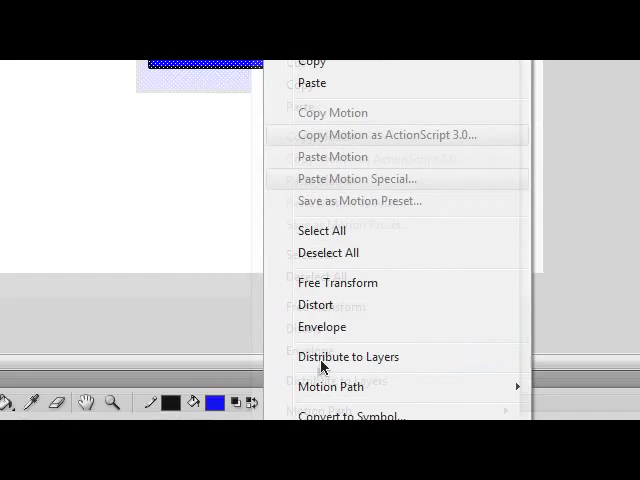 Copy
Paste
Copy Motion
Copy Motion as ActionScript 3.0...
Paste Motion
Paste Motion Special...
Save as Motion Preset...
Select All
Deselect All
Free Transform
Distort
Envelope
Distribute to Layers
Motion Path
Convert to Symbol...